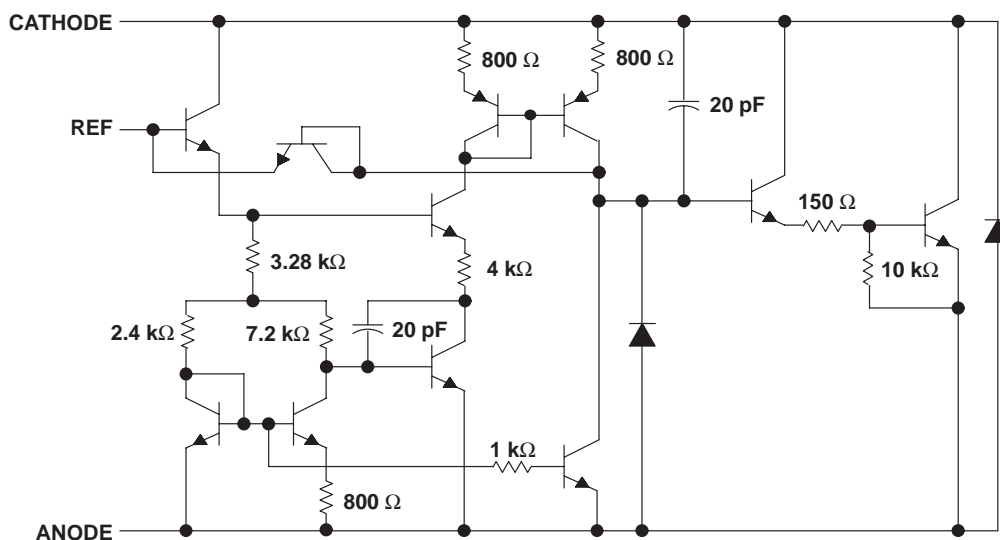 CATHODE
800 Ω
800 Ω
20 pF
REF
150 Ω
3.28 kΩ
4 kΩ
10 kΩ
2.4 kΩ
7.2 kΩ
20 pF
1 kΩ
800 Ω
ANODE